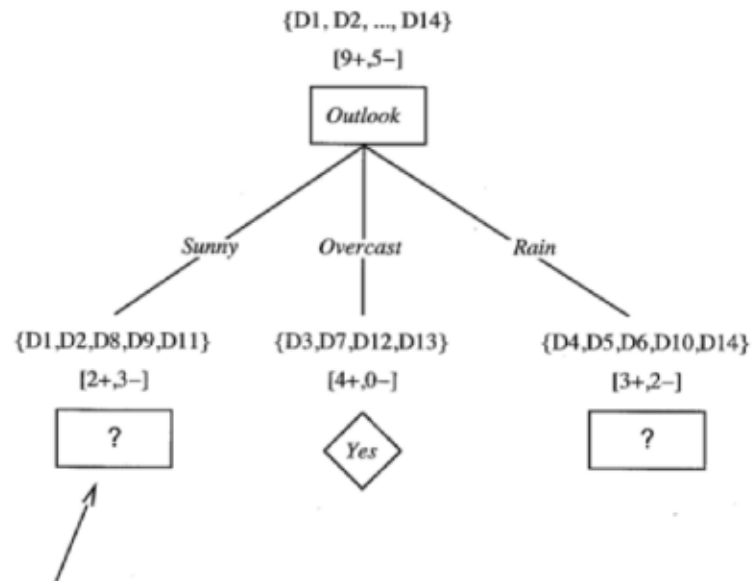 {D1, D2, ..., D14}
[9+,5−]
Outlook
Sunny
Overcast
Rain
{D1,D2,D8,D9,D11}
{D3,D7,D12,D13}
{D4,D5,D6,D10,D14}
[2+,3−]
[4+,0−]
[3+,2−]
?
Yes
?